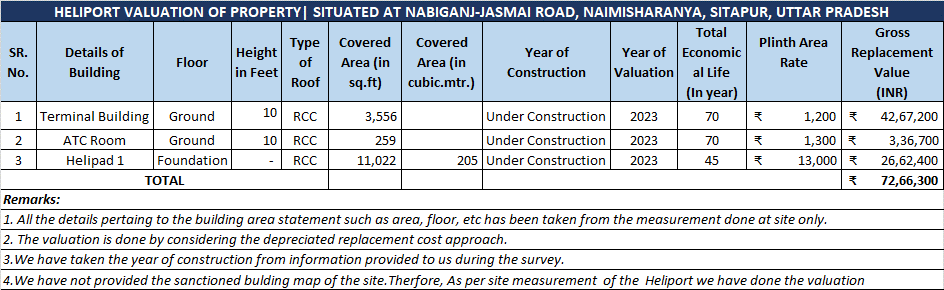 HELIPORT VALUATION OF PROPERTY| SITUATED AT NABIGANJ-JASMAI ROAD, NAIMISHARANYA, SITAPUR, UTTAR PRADESH
SR. No. Details of Building Floor Height in Feet Type of Roof Covered Area (in sq.ft) Covered Area (in cubic.mtr.) Year of Construction Year of Valuation Total Economic al Life (In year) Plinth Area Rate Gross Replacement Value (INR)
1 Terminal Building Ground 10 RCC 3,556 Under Construction 2023 70 ₹ 1,200 ₹ 42,67,200
2 ATC Room Ground 10 RCC 259 Under Construction 2023 70 ₹ 1,300 ₹ 3,36,700
3 Helipad 1 Foundation - RCC 11,022 205 Under Construction 2023 45 ₹ 13,000 ₹ 26,62,400
TOTAL ₹ 72,66,300
Remarks:
1. All the details pertaing to the building area statement such as area, floor, etc has been taken from the measurement done at site only.
2. The valuation is done by considering the depreciated replacement cost approach.
3.We have taken the year of construction from information provided to us during the survey.
4.We have not provided the sanctioned bulding map of the site.Therfore, As per site measurement of the Heliport we have done the valuation